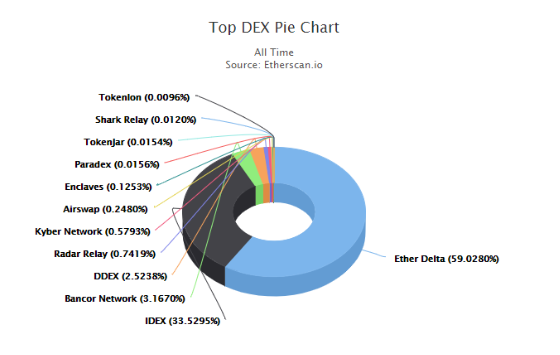 Top DEX Pie Chart
All Time
Source: Etherscan.io
Tokenlon (0.0096%)
Shark Relay (0.0120%)
TokenJar (0.0154%)
Paradex (0.0156%)
Enclaves (0.1253%)
Airswap (0.2480%)
Kyber Network (0.5793%)
Radar Relay (0.7419%)
DDEX (2.5238%)
Bancor Network (3.1670%)
IDEX (33.5295%)
Ether Delta (59.0280%)